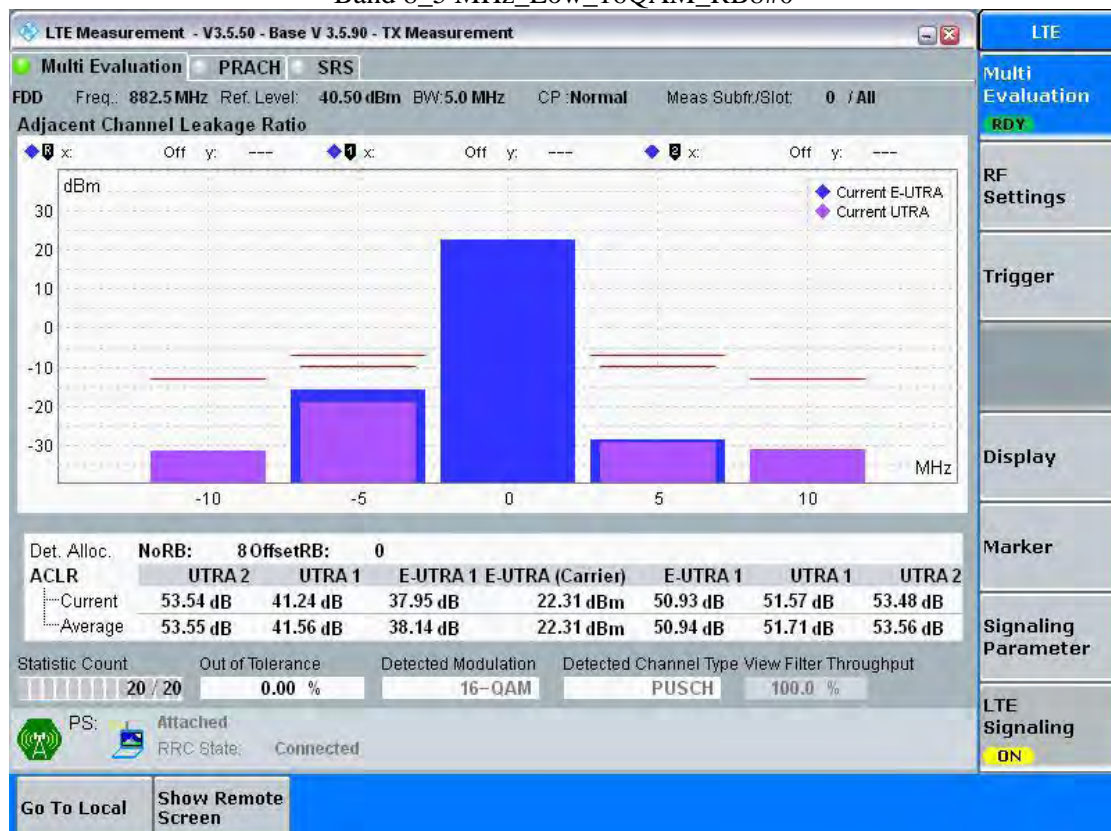 LTE Measurement - V3.5.50 - Base V 3.5.90 - TX Measurement
LTE
Multi Evaluation PRACH SRS
Multi Evaluation
RDY
FDD Freq.: 882.5 MHz Ref. Level: 40.50 dBm BW: 5.0 MHz CP :Normal Meas Subfr./Slot: 0 / All
Adjacent Channel Leakage Ratio
R x: Off y: --- 1 x: Off y: --- 2 x: Off y: ---
dBm
Current E-UTRA
Current UTRA
30
20
10
0
-10
-20
-30
MHz
-10 -5 0 5 10
RF Settings
Trigger
Display
Marker
Signaling Parameter
LTE Signaling
ON
Det. Alloc. NoRB: 8 OffsetRB: 0
ACLR UTRA 2 UTRA 1 E-UTRA 1 E-UTRA (Carrier) E-UTRA 1 UTRA 1 UTRA 2
Current 53.54 dB 41.24 dB 37.95 dB 22.31 dBm 50.93 dB 51.57 dB 53.48 dB
Average 53.55 dB 41.56 dB 38.14 dB 22.31 dBm 50.94 dB 51.71 dB 53.56 dB
Statistic Count Out of Tolerance Detected Modulation Detected Channel Type View Filter Throughput
20 / 20 0.00 % 16-QAM PUSCH 100.0 %
PS: Attached
RRC State: Connected
Go To Local
Show Remote Screen